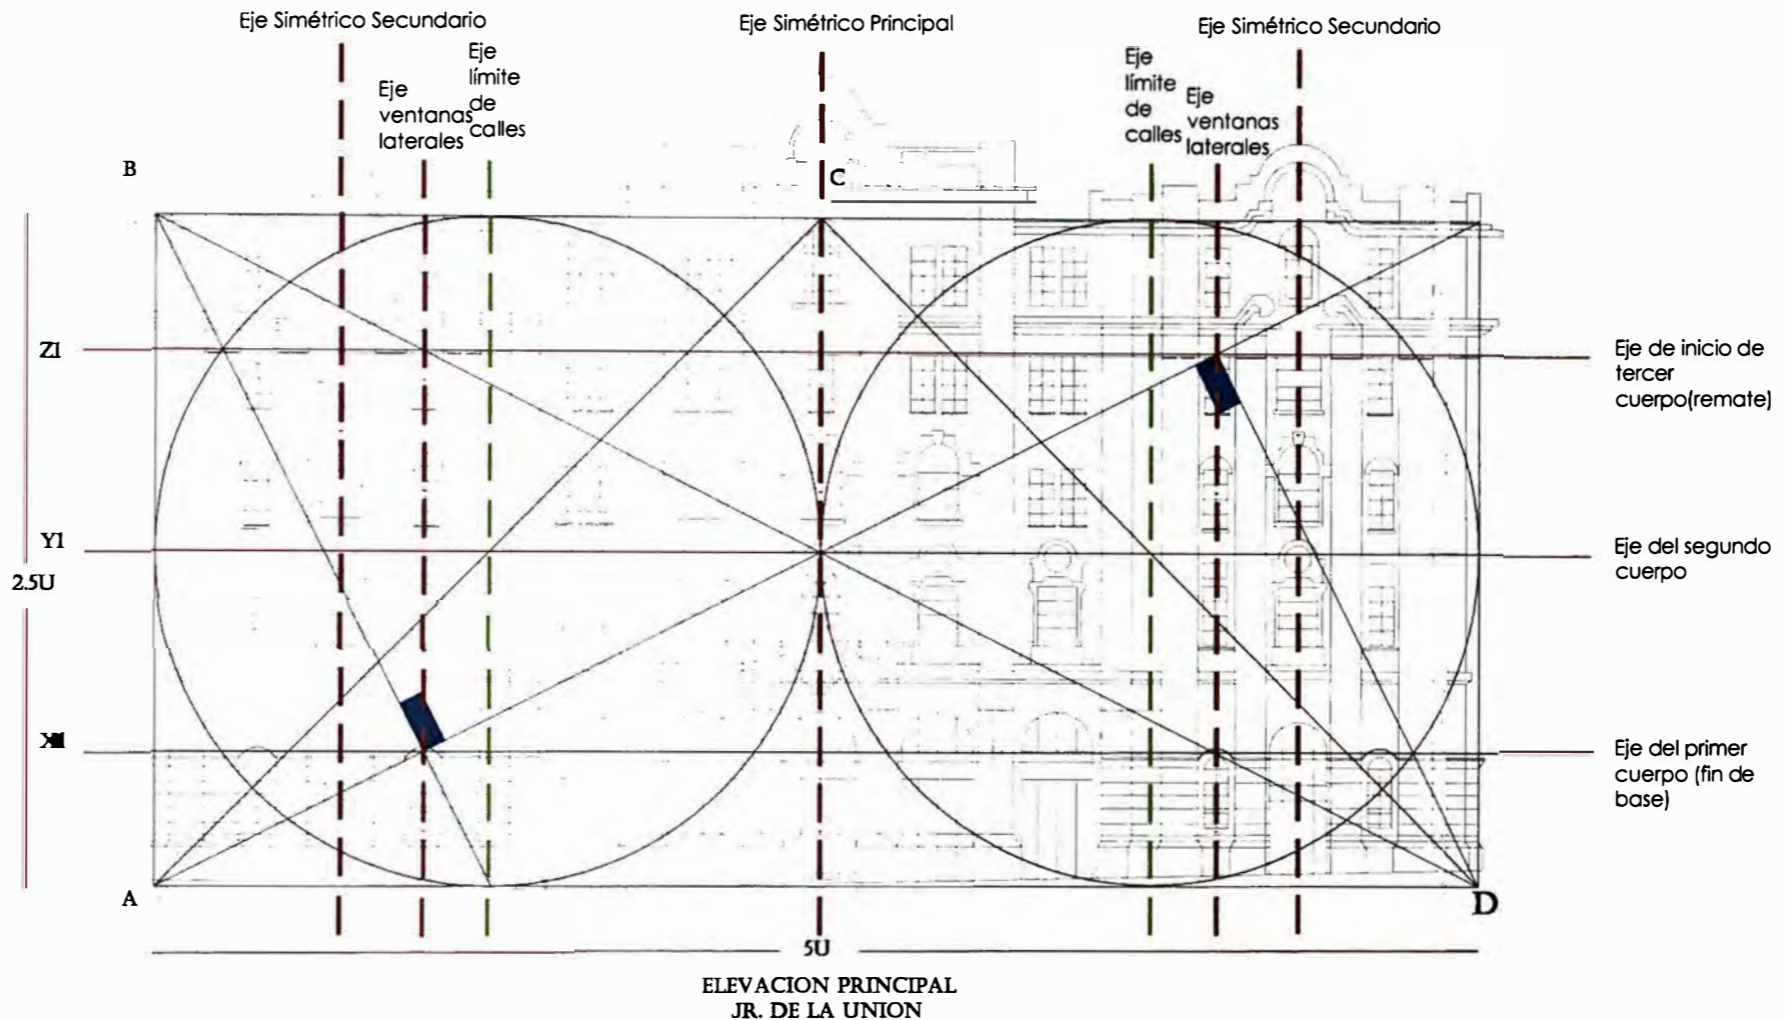 Eje Simétrico Secundario
Eje Simétrico Principal
Eje Simétrico Secundario
Eje
límite
de
calles
Eje
ventanas
laterales
Eje
límite
de
calles
Eje
ventanas
laterales
B
C
Z1
Eje de inicio de
tercer
cuerpo(remate)
Y1
Eje del segundo
cuerpo
2.5U
Eje del primer
cuerpo (fin de
base)
A
D
5U
ELEVACION PRINCIPAL
JR. DE LA UNION